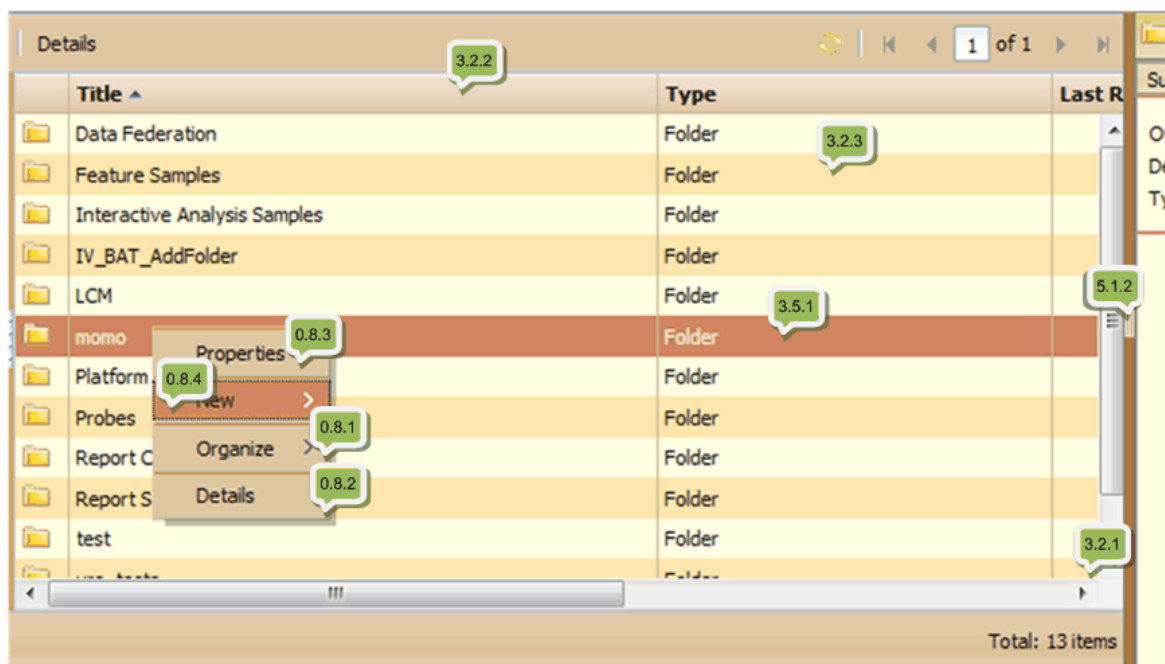 Details
1 of 1
3.2.2
Title Type Last R
Su
Data Federation Folder
3.2.3
Feature Samples Folder
Interactive Analysis Samples Folder
IV_BAT_AddFolder Folder
LCM Folder
3.5.1
5.1.2
momo Folder
0.8.3
Properties
Platform Folder
0.8.4
New
Probes Folder
0.8.1
Report C Folder
Organize
0.8.2
Report S Folder
Details
test Folder
3.2.1
Total: 13 items